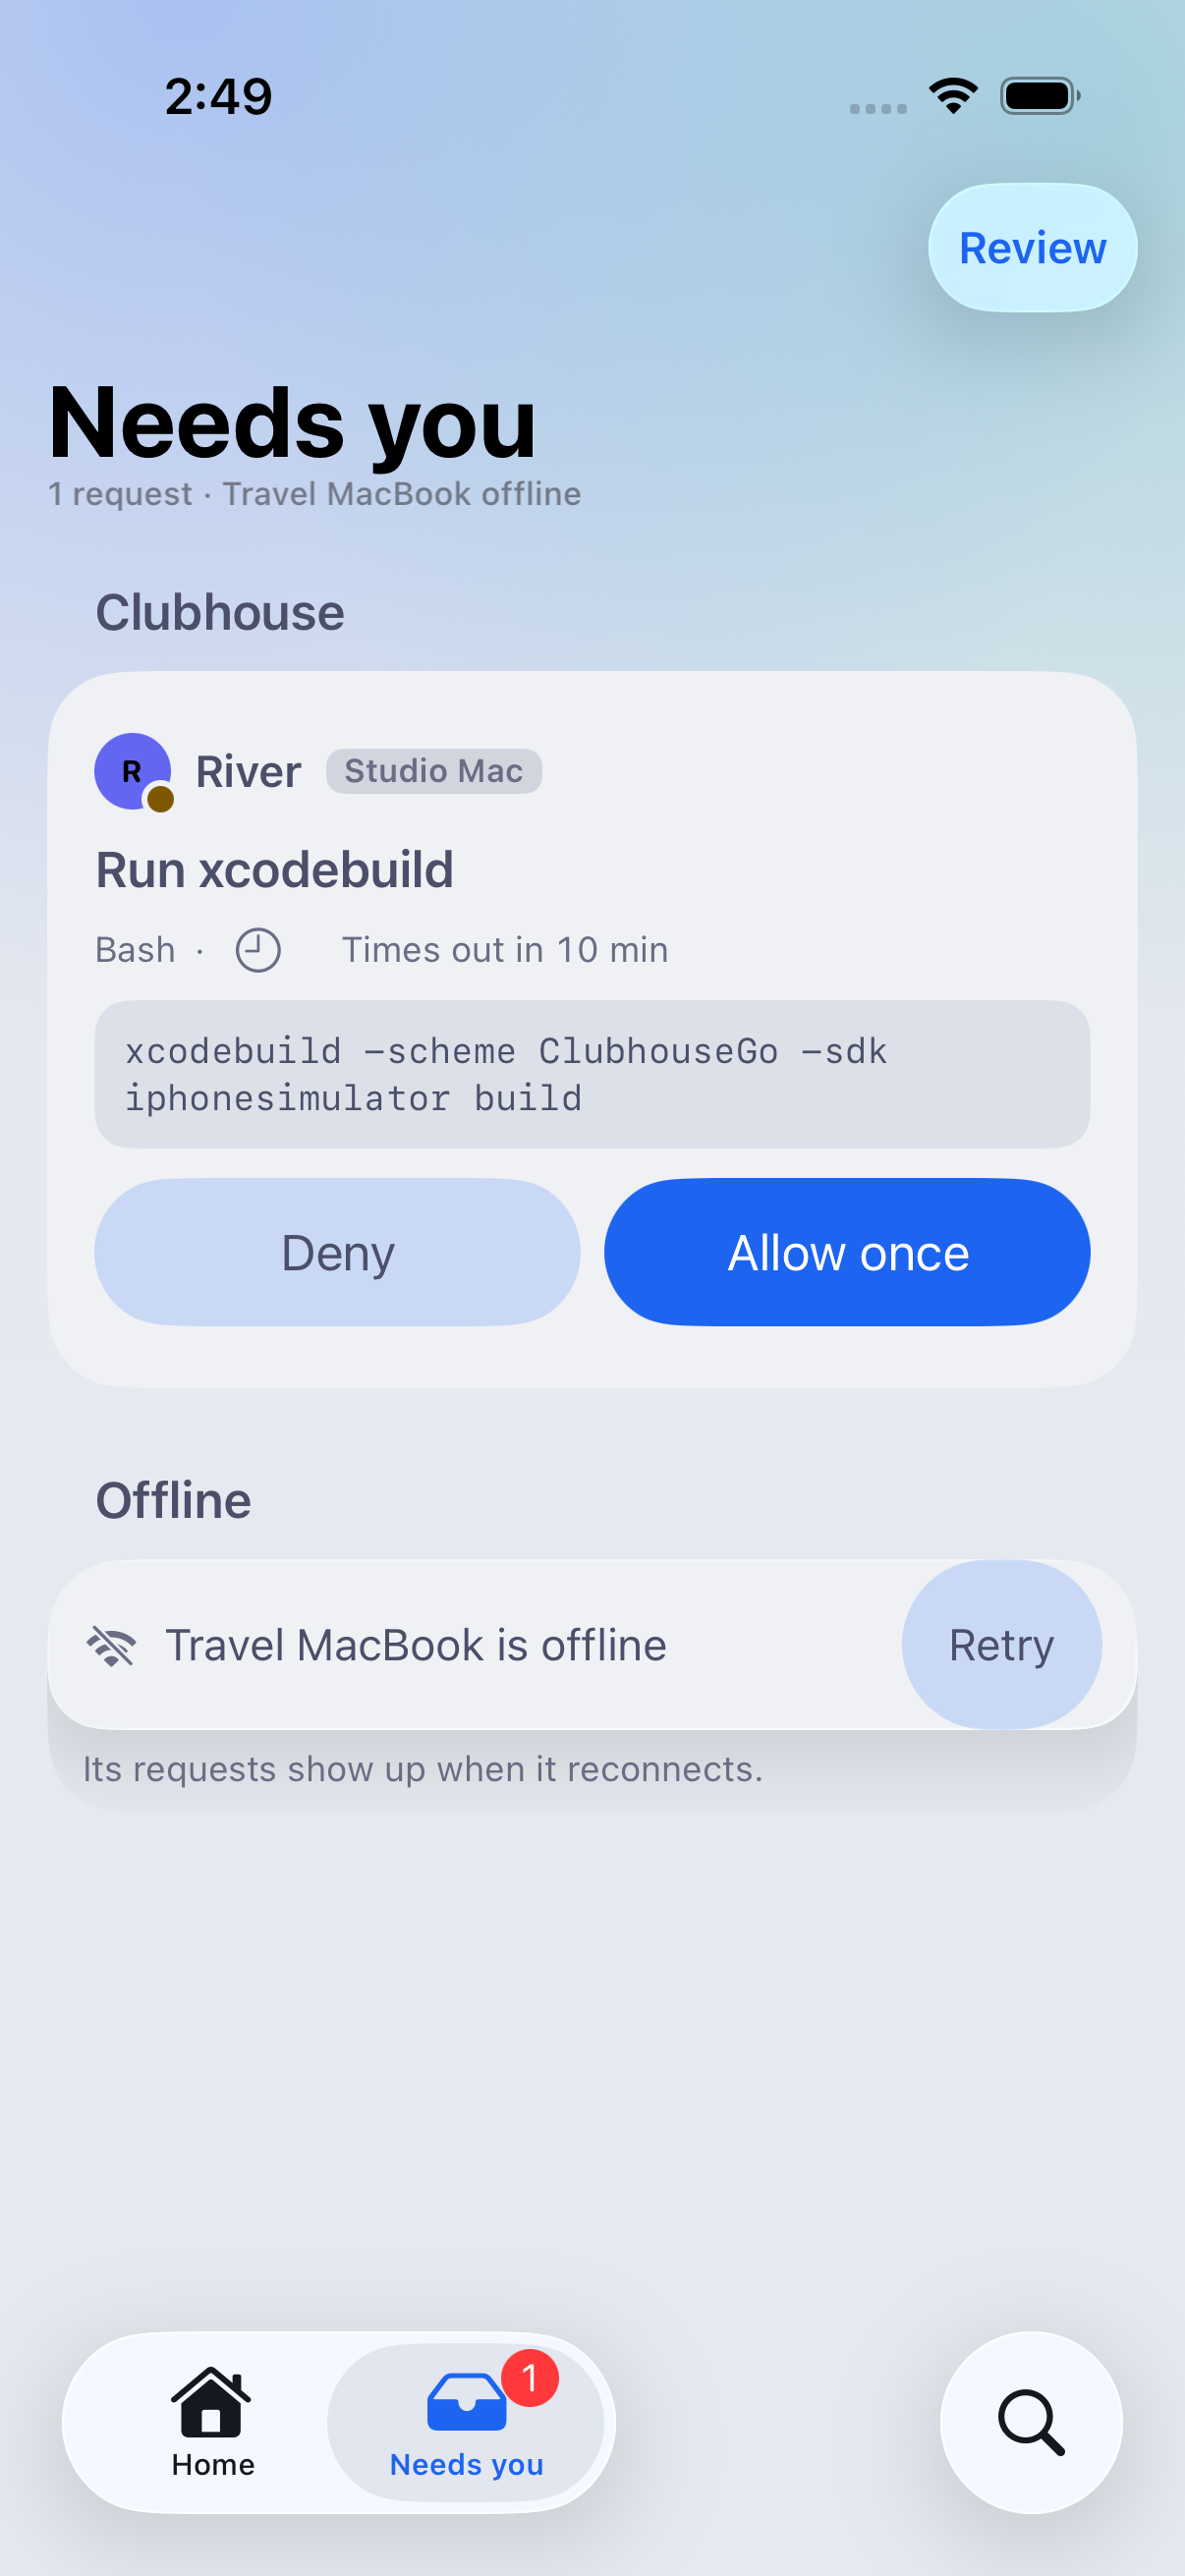 2:49
Review
Needs you
1 request · Travel MacBook offline
Clubhouse
R River Studio Mac
Run xcodebuild
Bash · Times out in 10 min
xcodebuild -scheme ClubhouseGo -sdk
iphonesimulator build
Deny Allow once
Offline
Travel MacBook is offline Retry
Its requests show up when it reconnects.
1
Home Needs you